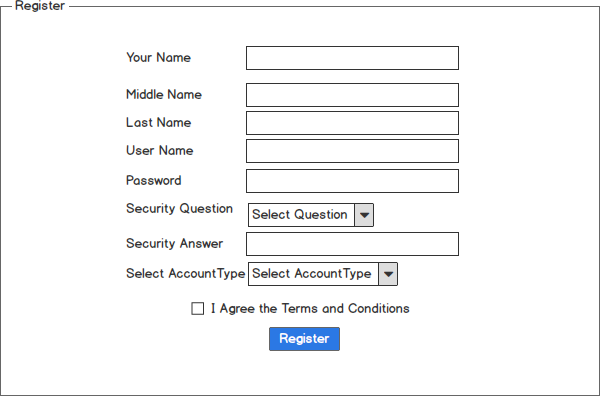 Register
Your Name
Middle Name
Last Name
User Name
Password
Security Question Select Question
Security Answer
Select AccountType Select AccountType
I Agree the Terms and Conditions
Register